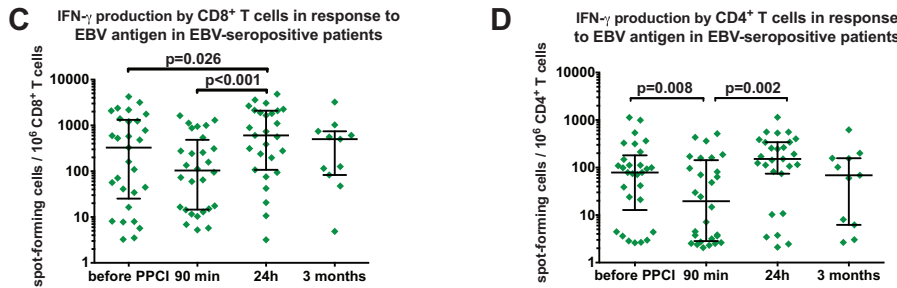 C
IFN-γ production by CD8⁺ T cells in response to
EBV antigen in EBV-seropositive patients
p=0.026
p<0.001
10000
1000
100
10
1
spot-forming cells / 10⁶ CD8⁺ T cells
before PPCI 90 min 24h 3 months
D
IFN-γ production by CD4⁺ T cells in response
to EBV antigen in EBV-seropositive patients
p=0.008 p=0.002
10000
1000
100
10
1
spot-forming cells / 10⁶ CD4⁺ T cells
before PPCI 90 min 24h 3 months